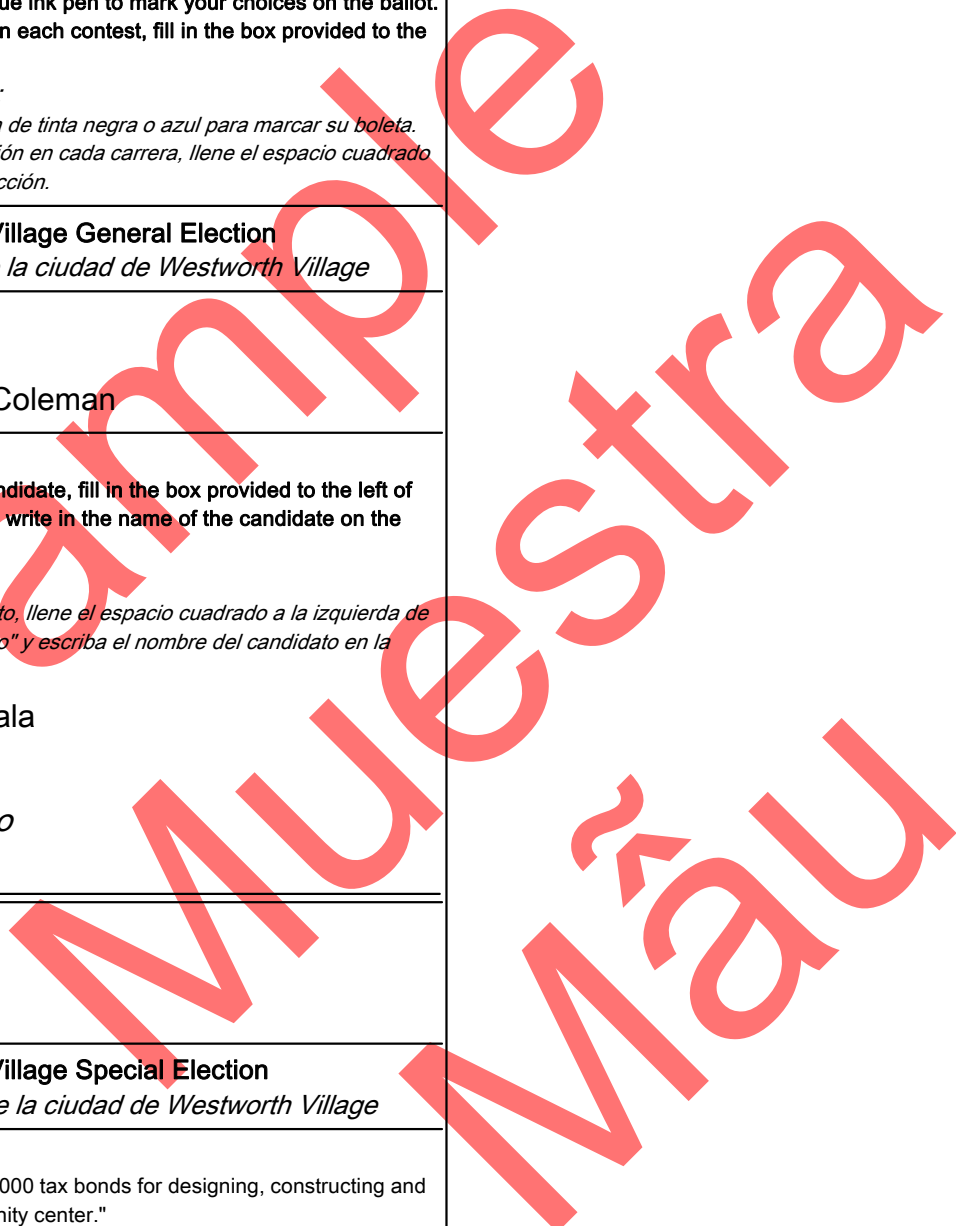 ue ink pen to mark your choices on the ballot.
n each contest, fill in the box provided to the
.
de tinta negra o azul para marcar su boleta.
ión en cada carrera, llene el espacio cuadrado
cción.
Village General Election
la ciudad de Westworth Village
Coleman
ndidate, fill in the box provided to the left of
write in the name of the candidate on the
to, llene el espacio cuadrado a la izquierda de
o" y escriba el nombre del candidato en la
ala
o
Village Special Election
e la ciudad de Westworth Village
000 tax bonds for designing, constructing and
nity center."
ample
Muestra
Mẫu